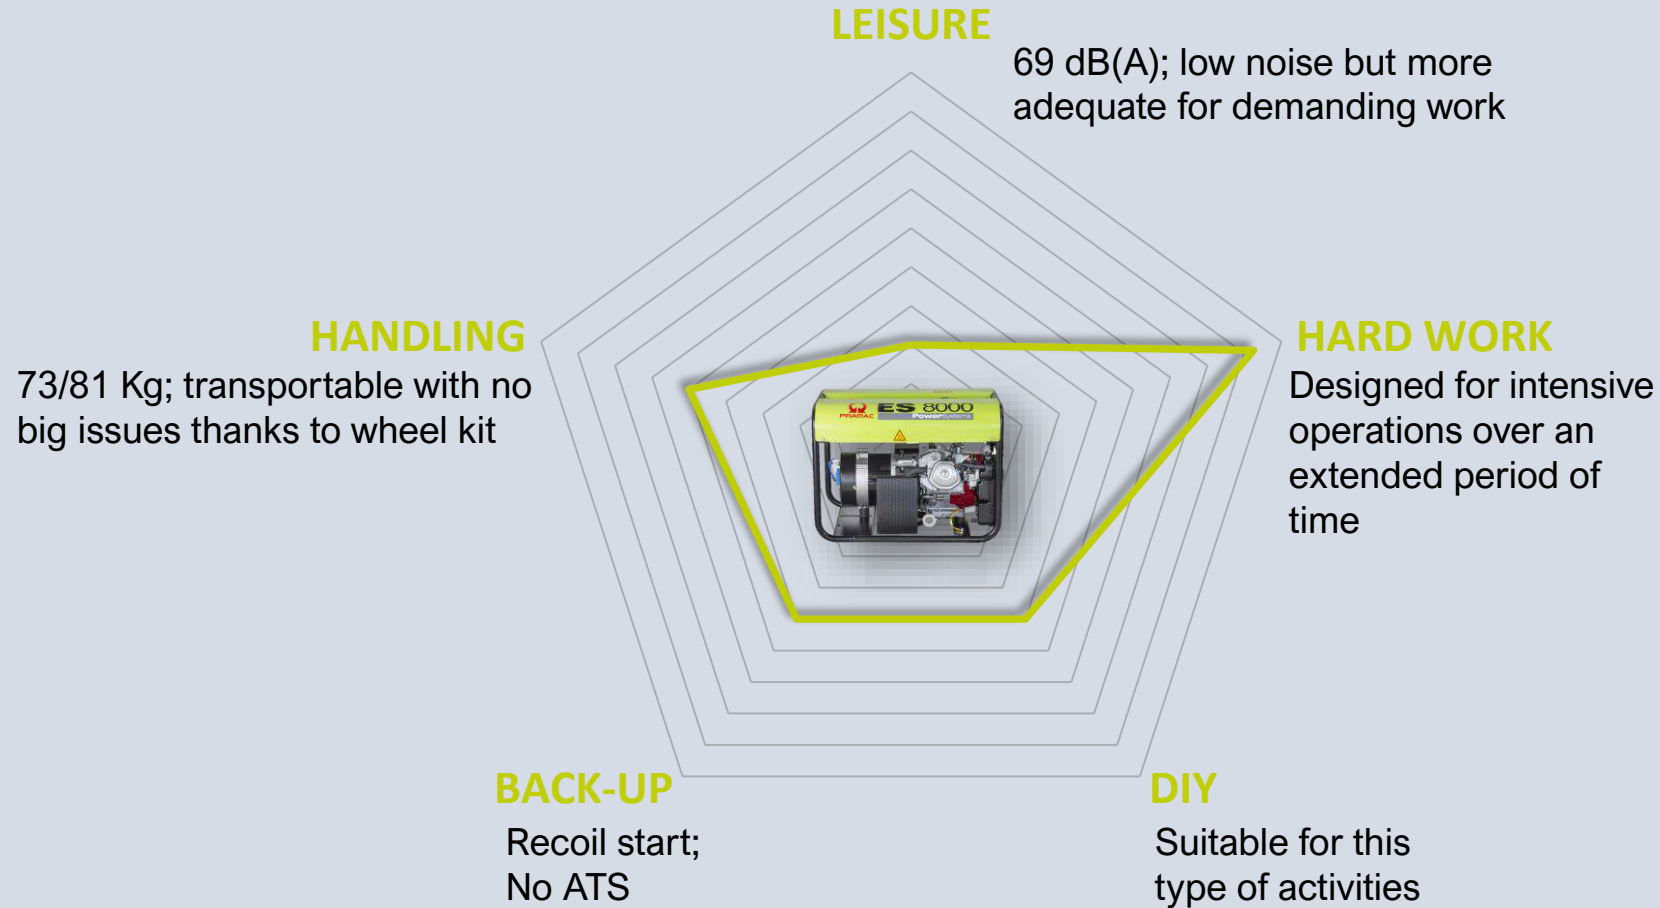 LEISURE
69 dB(A); low noise but more
adequate for demanding work
HANDLING
73/81 Kg; transportable with no
big issues thanks to wheel kit
HARD WORK
Designed for intensive
operations over an
extended period of
time
PRAMAC
ES 8000
PowerSystems
BACK-UP
Recoil start;
No ATS
DIY
Suitable for this
type of activities